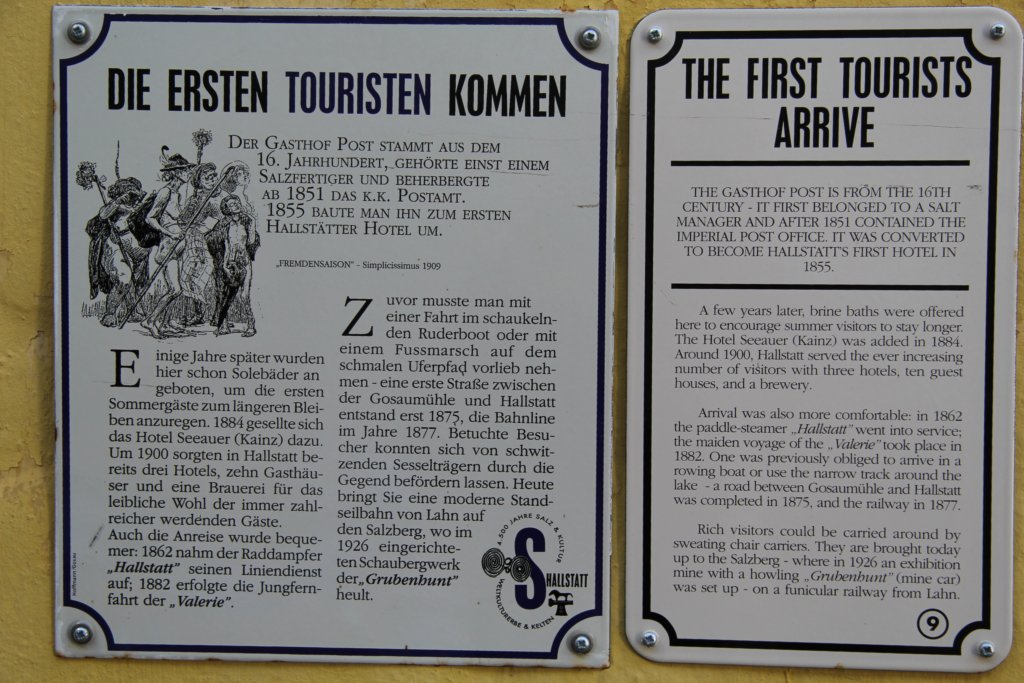 DIE ERSTEN TOURISTEN KOMMEN
DER GASTHOF POST STAMMT AUS DEM
16. JAHRHUNDERT, GEHÖRTE EINST EINEM
SALZFERTIGER UND BEHERBERGTE
AB 1851 DAS K.K. POSTAMT.
1855 BAUTE MAN IHN ZUM ERSTEN
HALLSTÄTTER HOTEL UM.
„FREMDENSAISON" - Simplicissimus 1909
Einige Jahre später wurden
hier schon Solebäder an
geboten, um die ersten
Sommergäste zum längeren Blei-
ben anzuregen. 1884 gesellte sich
das Hotel Seeauer (Kainz) dazu.
Um 1900 sorgten in Hallstatt be-
reits drei Hotels, zehn Gasthäu-
ser und eine Brauerei für das
leibliche Wohl der immer zahl-
reicher werdenden Gäste.
Auch die Anreise wurde beque-
mer: 1862 nahm der Raddampfer
„Hallstatt" seinen Liniendienst
auf; 1882 erfolgte die Jungfern-
fahrt der „Valerie".
Zuvor musste man mit
einer Fahrt im schaukeln-
den Ruderboot oder mit
einem Fussmarsch auf dem
schmalen Uferpfad vorlieb neh-
men - eine erste Straße zwischen
der Gosaumühle und Hallstatt
entstand erst 1875, die Bahnline
im Jahre 1877. Betuchte Besu-
cher konnten sich von schwit-
zenden Sesselträgern durch die
Gegend befördern lassen. Heute
bringt Sie eine moderne Stand-
seilbahn von Lahn auf
den Salzberg, wo im
1926 eingerichte-
ten Schaubergwerk
der „Grubenhunt"
heult.
4.500 JAHRE SALZ & KULTUR
S
HALLSTATT
WELTKULTURERBE & KELTEN
THE FIRST TOURISTS
ARRIVE
THE GASTHOF POST IS FROM THE 16TH
CENTURY - IT FIRST BELONGED TO A SALT
MANAGER AND AFTER 1851 CONTAINED THE
IMPERIAL POST OFFICE. IT WAS CONVERTED
TO BECOME HALLSTATT'S FIRST HOTEL IN
1855.
A few years later, brine baths were offered
here to encourage summer visitors to stay longer.
The Hotel Seeauer (Kainz) was added in 1884.
Around 1900, Hallstatt served the ever increasing
number of visitors with three hotels, ten guest
houses, and a brewery.
Arrival was also more comfortable: in 1862
the paddle-steamer „Hallstatt" went into service;
the maiden voyage of the „Valerie" took place in
1882. One was previously obliged to arrive in a
rowing boat or use the narrow track around the
lake - a road between Gosaumühle and Hallstatt
was completed in 1875, and the railway in 1877.
Rich visitors could be carried around by
sweating chair carriers. They are brought today
up to the Salzberg - where in 1926 an exhibition
mine with a howling „Grubenhunt" (mine car)
was set up - on a funicular railway from Lahn.
9